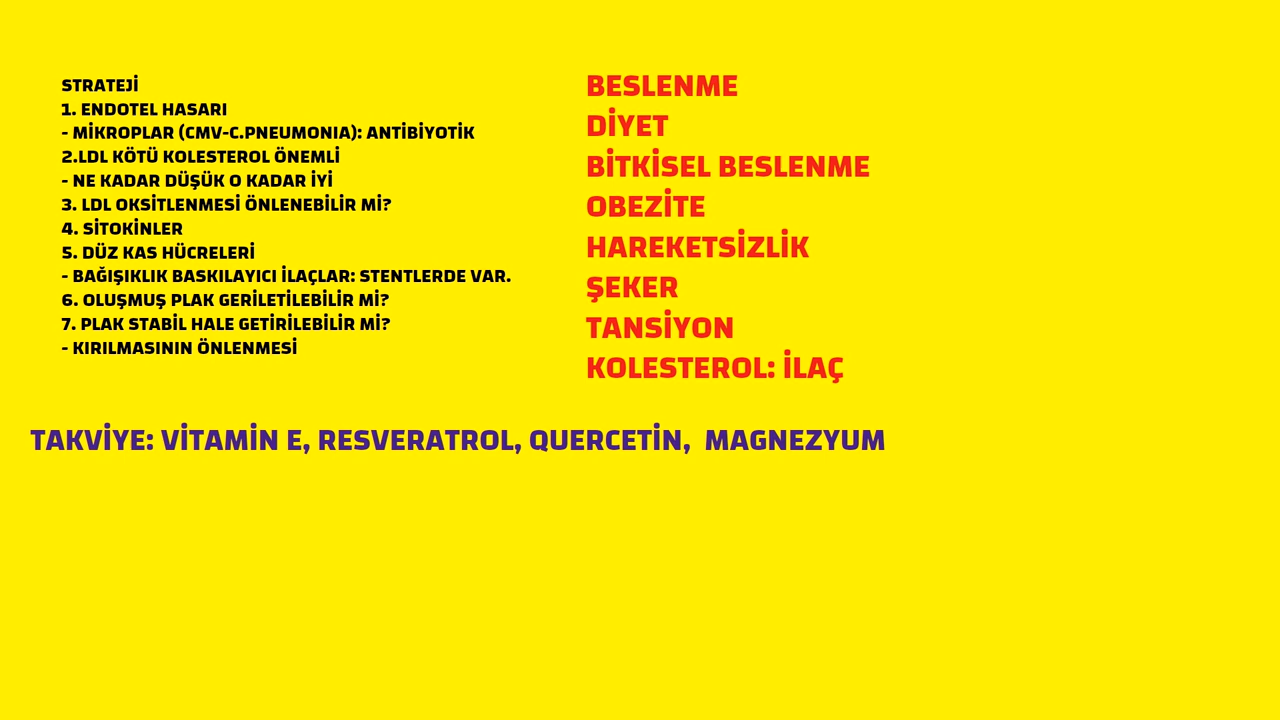 STRATEJİ
1. ENDOTEL HASARI
- MİKROPLAR (CMV-C.PNEUMONIA): ANTİBİYOTİK
2.LDL KÖTÜ KOLESTEROL ÖNEMLİ
- NE KADAR DÜŞÜK O KADAR İYİ
3. LDL OKSİTLENMESİ ÖNLENEBİLİR Mİ?
4. SİTOKİNLER
5. DÜZ KAS HÜCRELERİ
- BAĞIŞIKLIK BASKILAYICI İLAÇLAR: STENTLERDE VAR.
6. OLUŞMUŞ PLAK GERİLETİLEBİLİR Mİ?
7. PLAK STABİL HALE GETİRİLEBİLİR Mİ?
- KIRILMASININ ÖNLENMESİ
BESLENME
DİYET
BİTKİSEL BESLENME
OBEZİTE
HAREKETSİZLİK
ŞEKER
TANSİYON
KOLESTEROL: İLAÇ
TAKVİYE: VİTAMİN E, RESVERATROL, QUERCETİN,  MAGNEZYUM